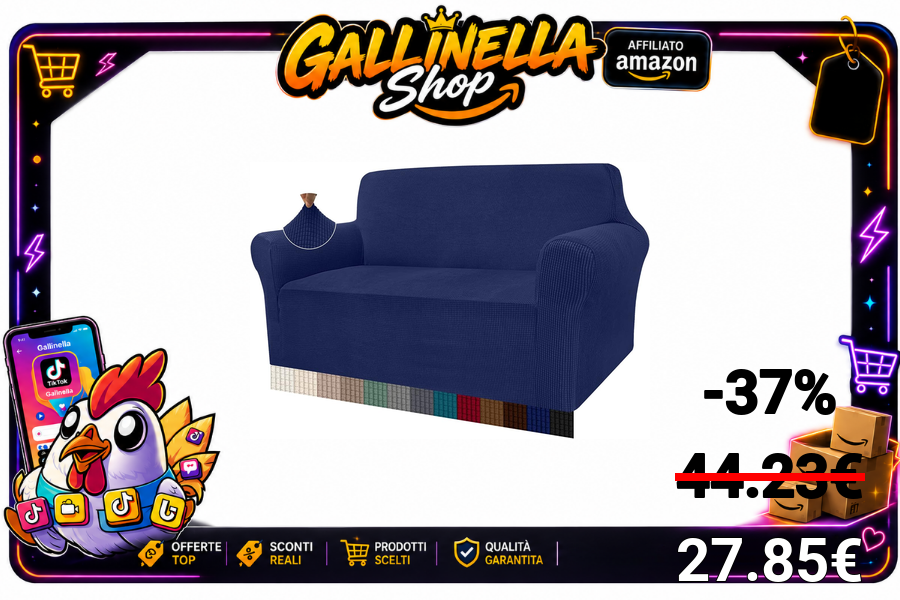 GALLINELLA
Shop
AFFILIATO
amazon
Gallinella
TikTok
Gallinella
-37%
44.23€
27.85€
OFFERTE
TOP
SCONTI
REALI
PRODOTTI
SCELTI
QUALITÀ
GARANTITA